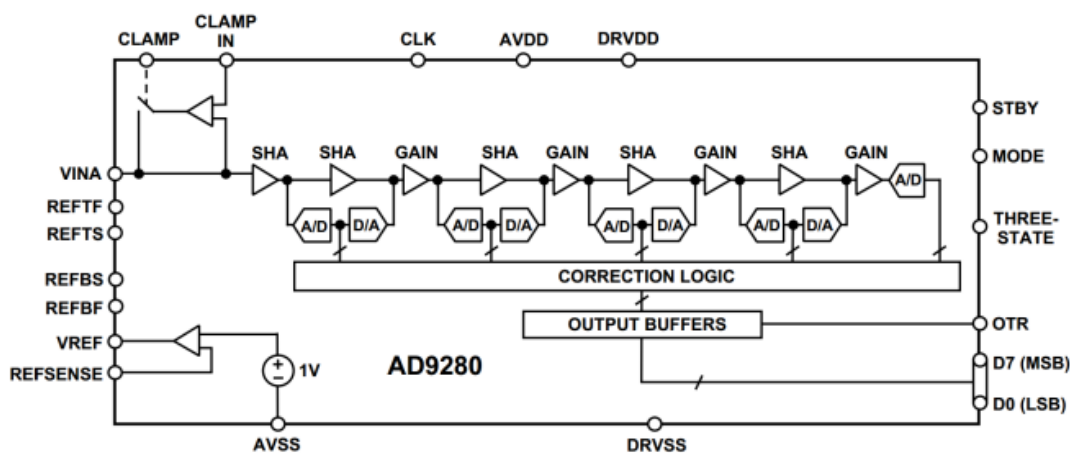 CLAMP
CLAMP
IN
CLK
AVDD
DRVDD
STBY
MODE
THREE-
STATE
OTR
D7 (MSB)
D0 (LSB)
VINA
REFTF
REFTS
REFBS
REFBF
VREF
REFSENSE
SHA
SHA
GAIN
SHA
GAIN
SHA
GAIN
SHA
GAIN
A/D
A/D
D/A
A/D
D/A
A/D
D/A
A/D
D/A
CORRECTION LOGIC
OUTPUT BUFFERS
+
−
1V
AD9280
AVSS
DRVSS